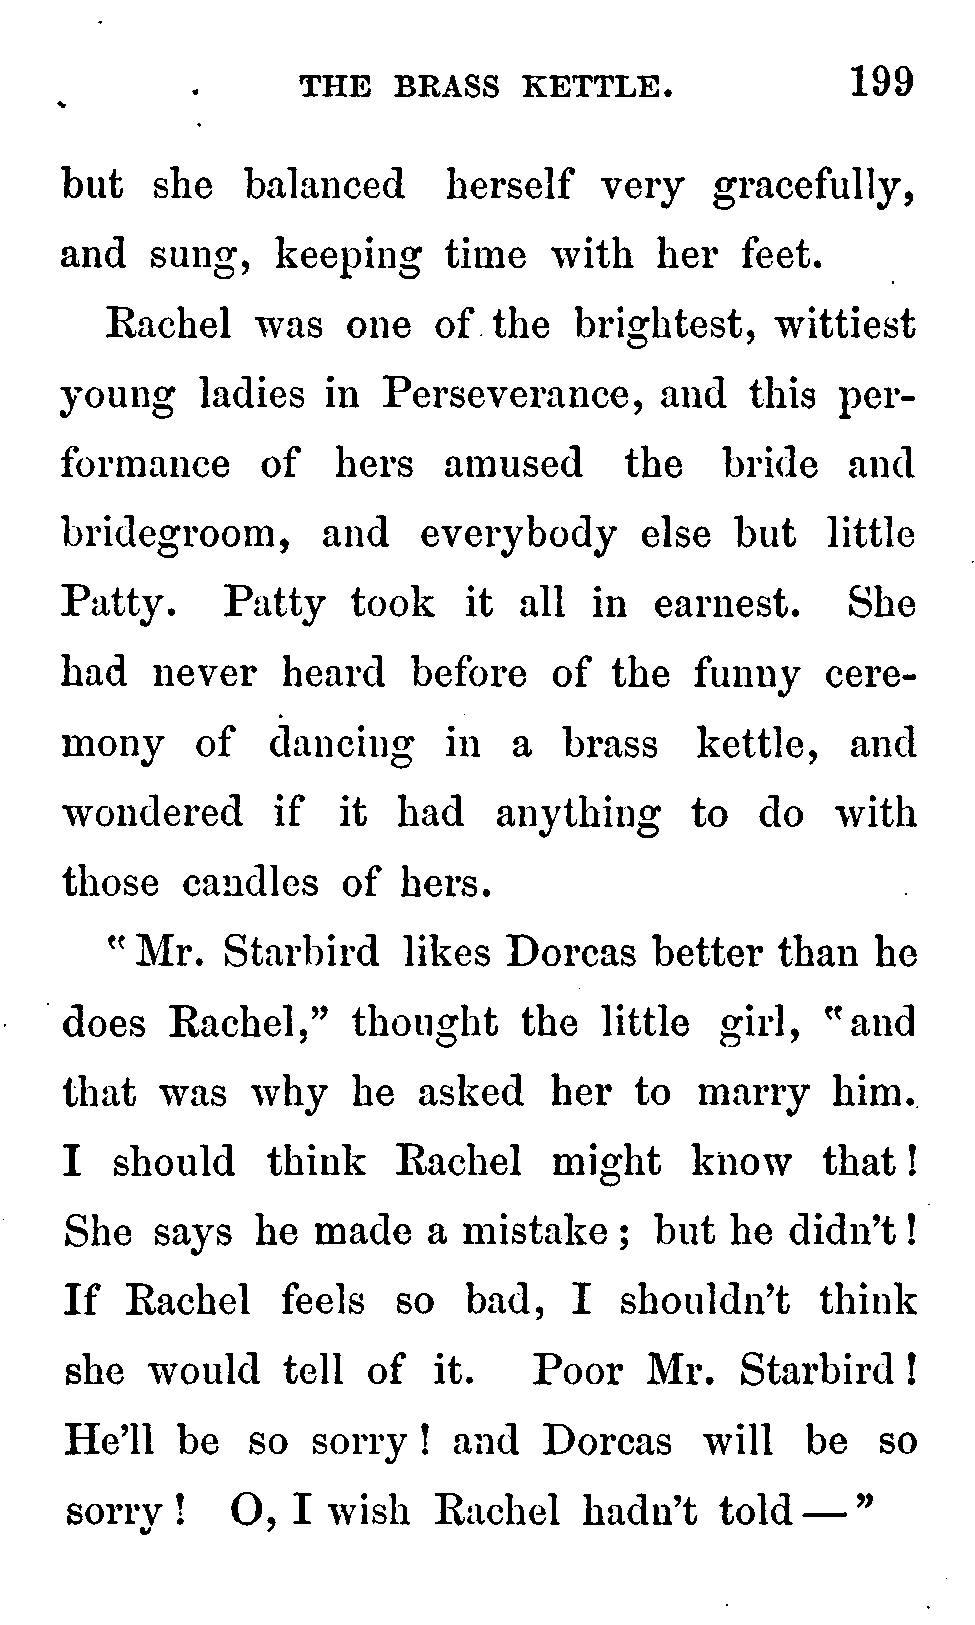 THE BRASS KETTLE. 199
but she balanced herself very gracefully,
and sung, keeping time with her feet.
Rachel was one of the brightest, wittiest
young ladies in Perseverance, and this per-
formance of hers amused the bride and
bridegroom, and everybody else but little
Patty. Patty took it all in earnest. She
had never heard before of the funny cere-
mony of dancing in a brass kettle, and
wondered if it had anything to do with
those candles of hers.
"Mr. Starbird likes Dorcas better than he
does Rachel," thought the little girl, "and
that was why he asked her to marry him.
I should think Rachel might know that!
She says he made a mistake; but he didn't!
If Rachel feels so bad, I shouldn't think
she would tell of it. Poor Mr. Starbird!
He'll be so sorry! and Dorcas will be so
sorry! O, I wish Rachel hadn't told—"